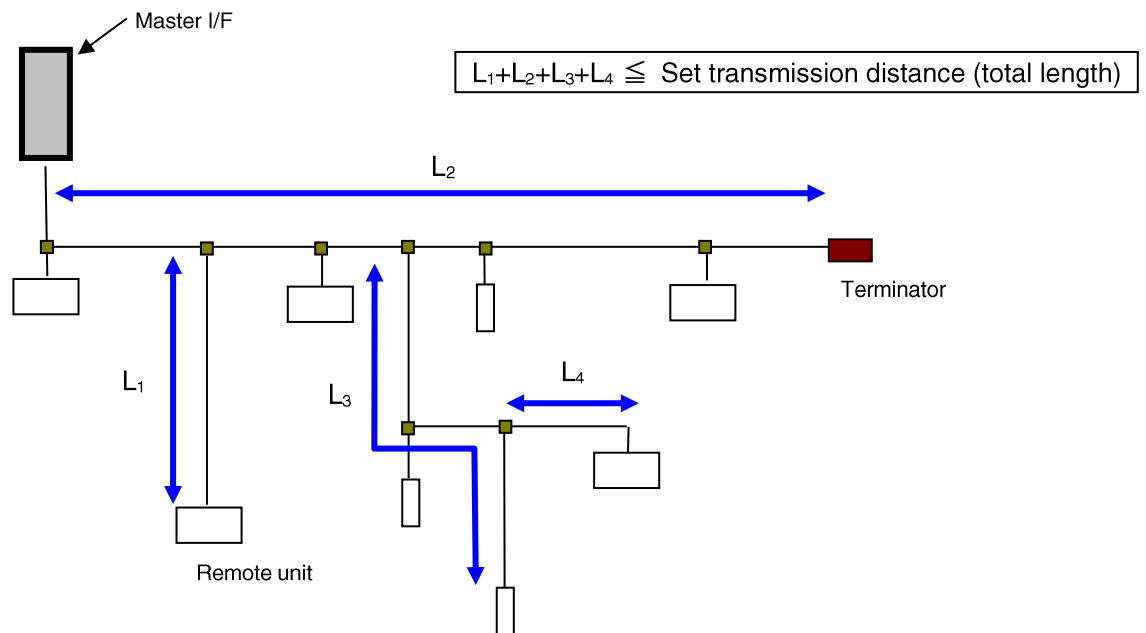 Master I/F
L₁+L₂+L₃+L₄ ≦ Set transmission distance (total length)
L₂
Terminator
L₁
L₃
L₄
Remote unit